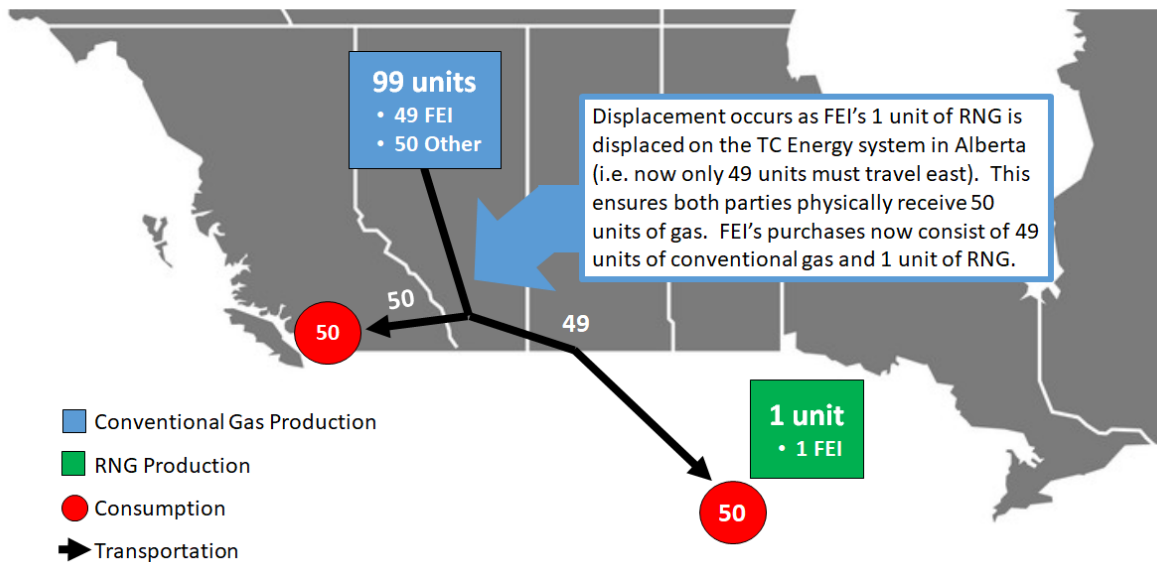 99 units
• 49 FEI
• 50 Other
Displacement occurs as FEI's 1 unit of RNG is
displaced on the TC Energy system in Alberta
(i.e. now only 49 units must travel east).  This
ensures both parties physically receive 50
units of gas.  FEI's purchases now consist of 49
units of conventional gas and 1 unit of RNG.
50
50
49
1 unit
• 1 FEI
50
Conventional Gas Production
RNG Production
Consumption
Transportation